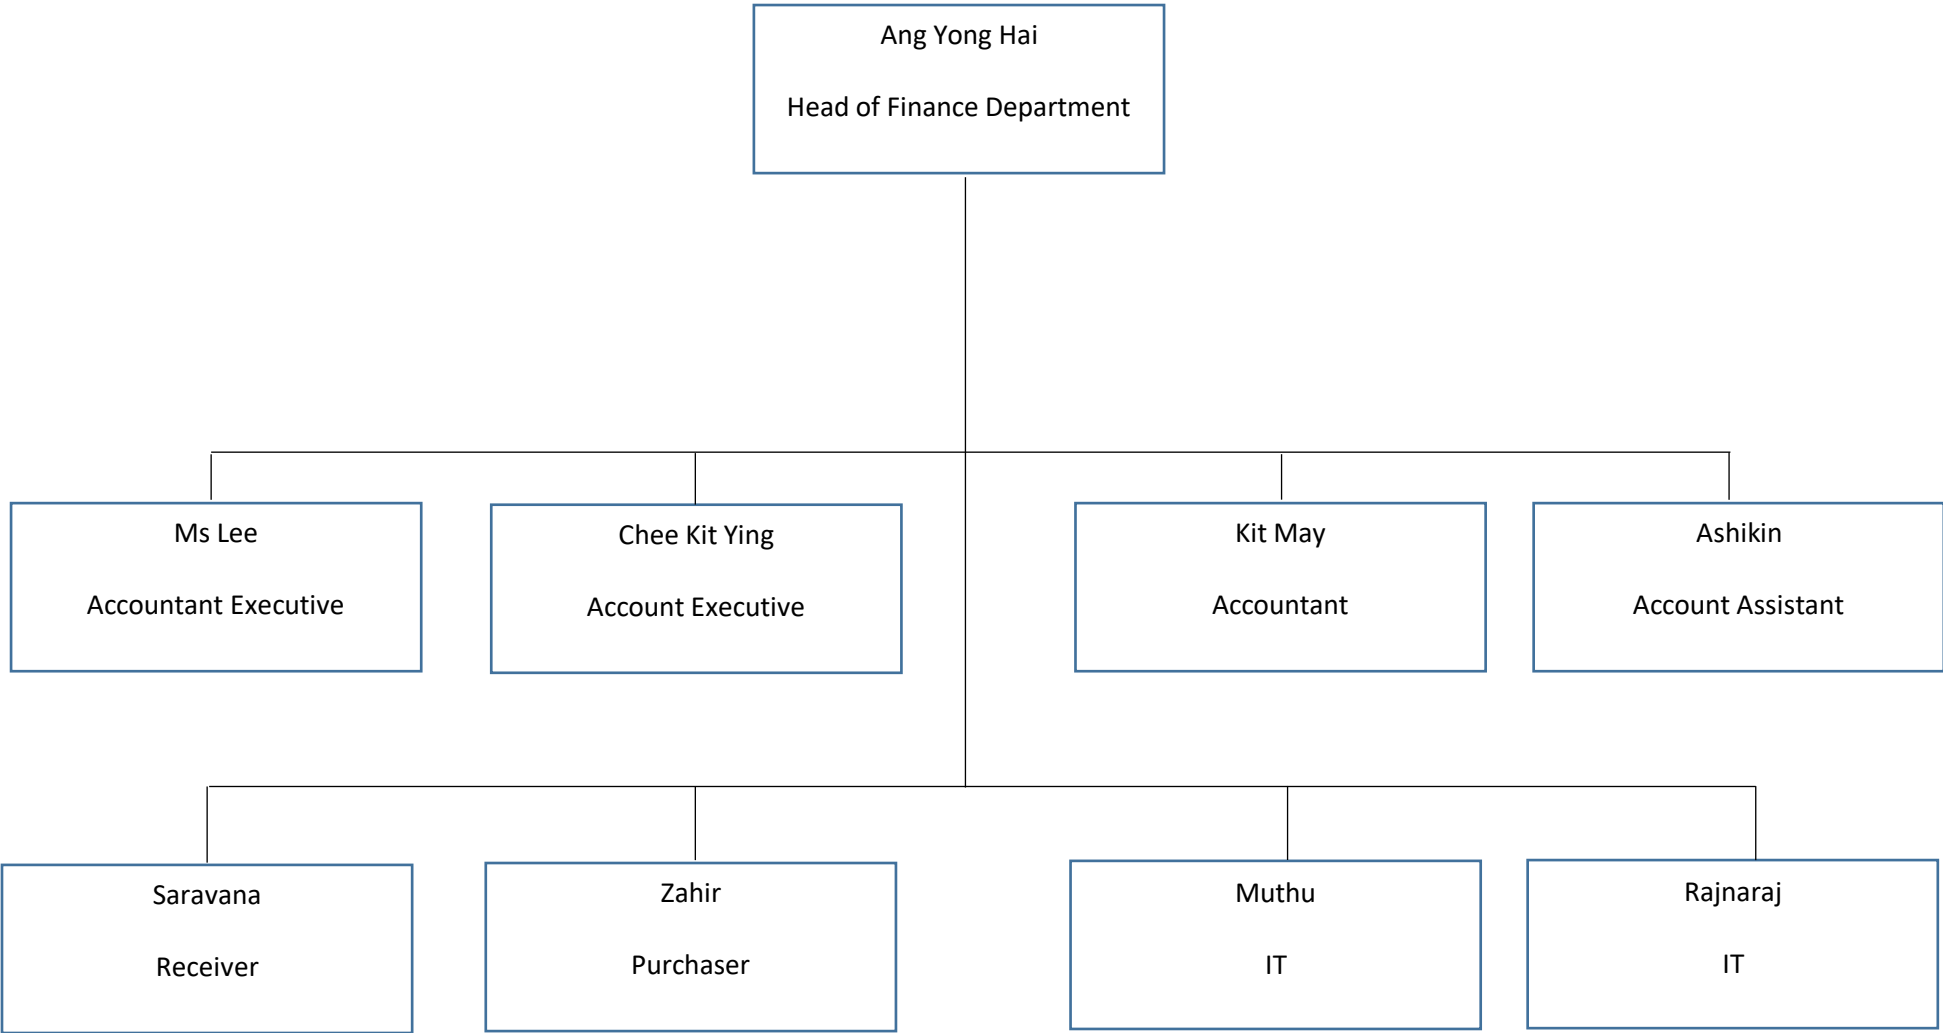 Ang Yong Hai
Head of Finance Department
Ms Lee
Accountant Executive
Chee Kit Ying
Account Executive
Kit May
Accountant
Ashikin
Account Assistant
Saravana
Receiver
Zahir
Purchaser
Muthu
IT
Rajnaraj
IT